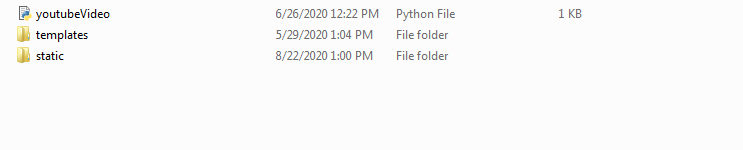 youtubeVideo 6/26/2020 12:22 PM Python File 1 KB
templates 5/29/2020 1:04 PM File folder
static 8/22/2020 1:00 PM File folder